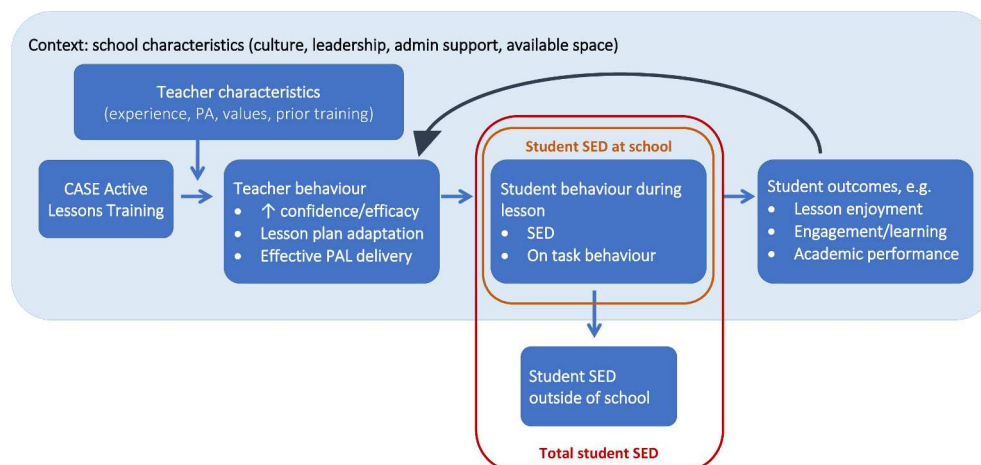 Context: school characteristics (culture, leadership, admin support, available space)
Teacher characteristics
(experience, PA, values, prior training)
CASE Active
Lessons Training
Teacher behaviour
• ↑ confidence/efficacy
• Lesson plan adaptation
• Effective PAL delivery
Student SED at school
Student behaviour during
lesson
• SED
• On task behaviour
Student outcomes, e.g.
• Lesson enjoyment
• Engagement/learning
• Academic performance
Student SED
outside of school
Total student SED